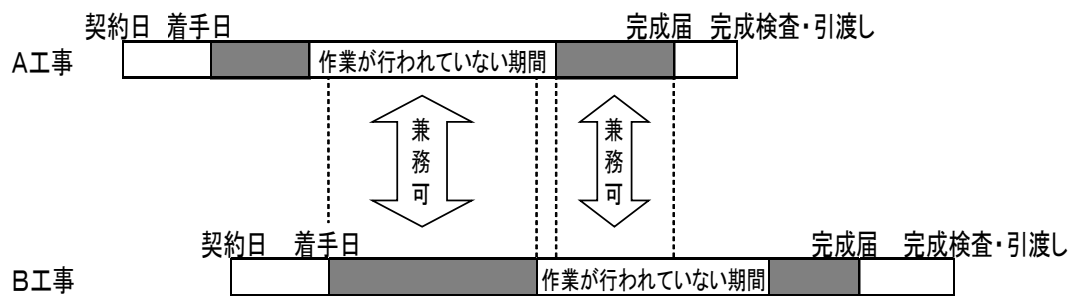 契約日 着手日 完成届 完成検査・引渡し
A工事 作業が行われていない期間
兼務可 兼務可
契約日 着手日 完成届 完成検査・引渡し
B工事 作業が行われていない期間